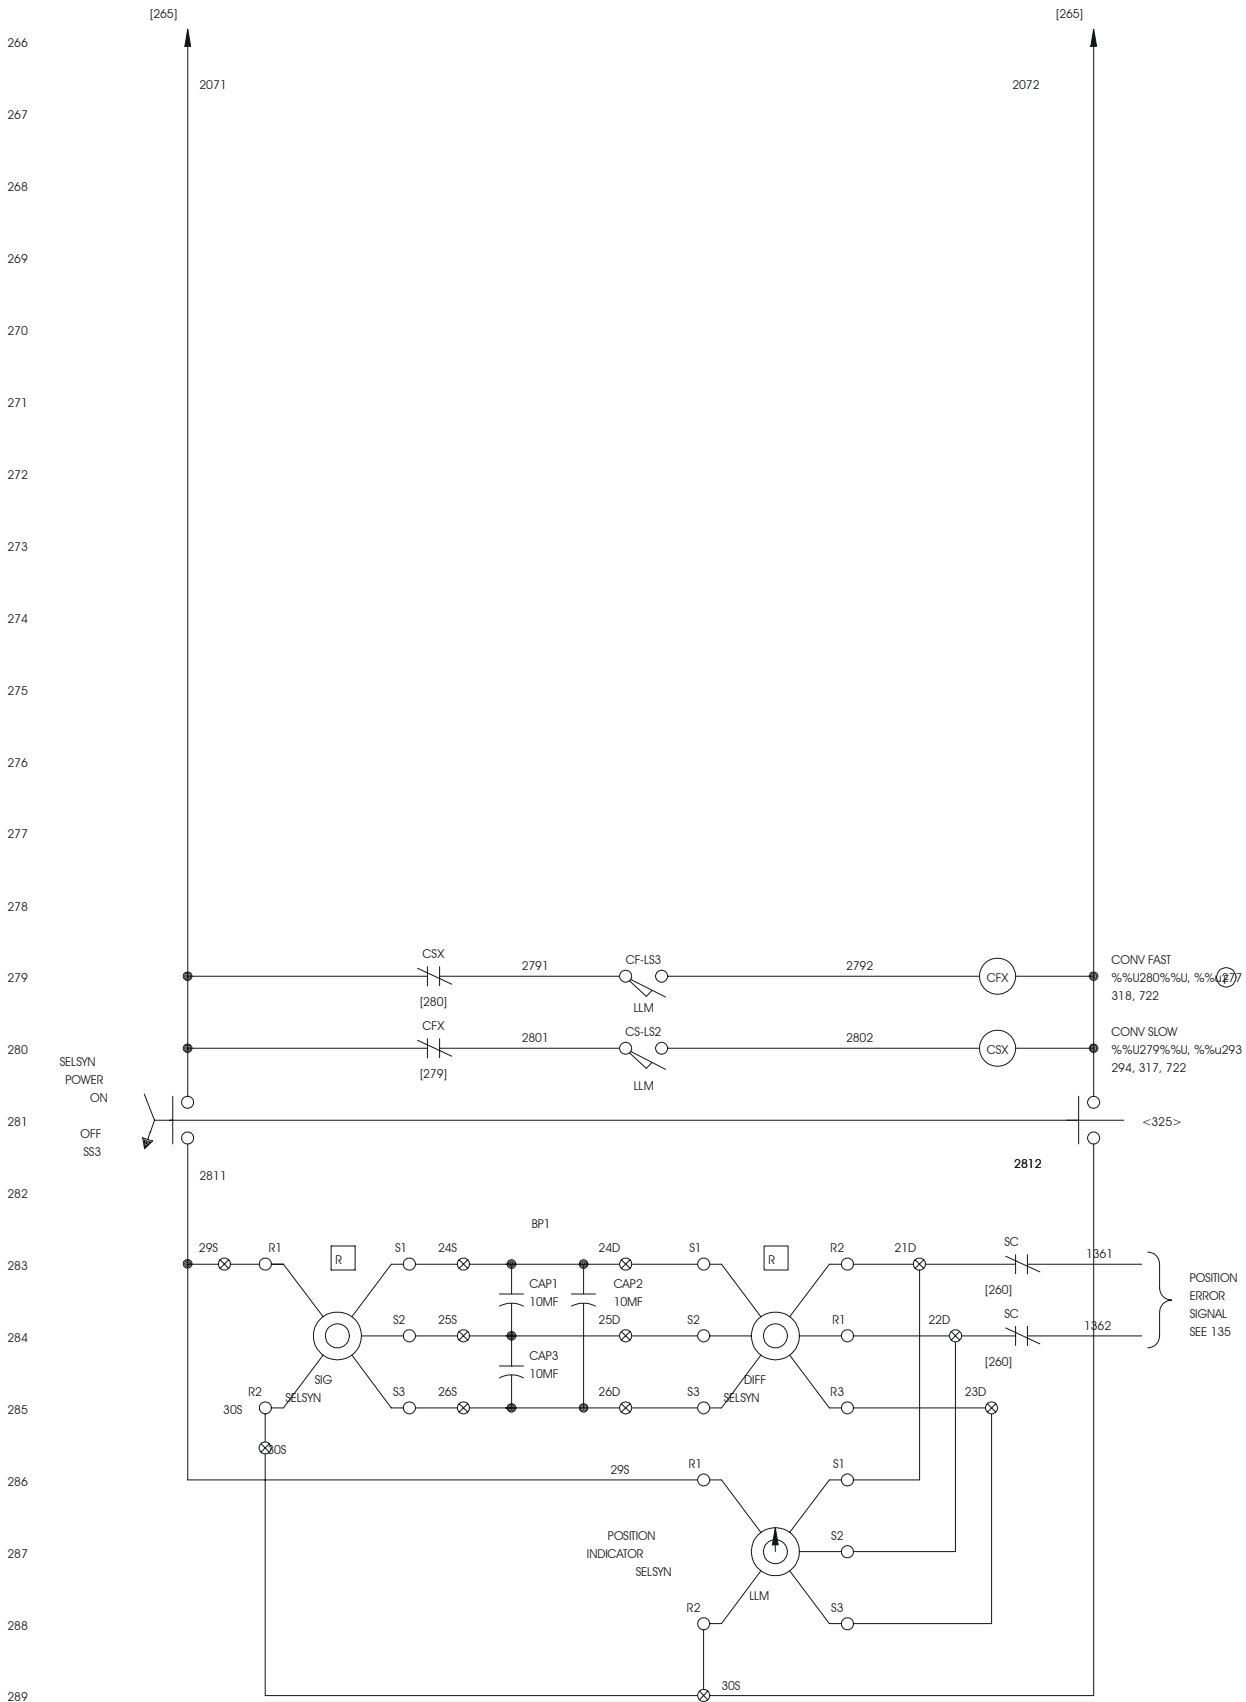 [265] [265]
266
2071 2072
267
268
269
270
271
272
273
274
275
276
277
278
CSX 2791 CF-LS3 2792 CONV FAST
279 CFX %%U280%%U, %%u277
[280] LLM 318, 722
CFX 2801 CS-LS2 2802 CONV SLOW
280 CSX %%U279%%U, %%u293
[279] LLM 294, 317, 722
SELSYN
POWER
ON
281 <325>
OFF
SS3
2811 2812
282
BP1
29S R1 S1 24S 24D S1 R2 21D SC
283 R R 1361
CAP1 CAP2 [260]
10MF 10MF
POSITION
ERROR
SIGNAL
SEE 135
S2 25S 25D S2 R1 22D SC
284 1362
CAP3 [260]
10MF
SIG
SELSYN
DIFF
SELSYN
R2 S3 26S 26D S3 R3 23D
285 30S
30S
29S R1 S1
286
POSITION
INDICATOR
SELSYN
S2
287
LLM
R2 S3
288
30S
289